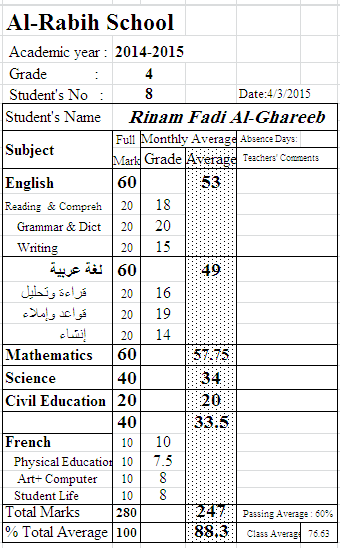 Al-Rabih School
Academic year : 2014-2015
Grade : 4
Student's No : 8 Date:4/3/2015
Student's Name Rinam Fadi Al-Ghareeb
Subject Full Mark Monthly Average Absence Days:
Grade Average Teachers' Comments
English 60 53
Reading & Compreh 20 18
Grammar & Dict 20 20
Writing 20 15
لغة عربية 60 49
قراءة وتحليل 20 16
قواعد وإملاء 20 19
إنشاء 20 14
Mathematics 60 57.75
Science 40 34
Civil Education 20 20
40 33.5
French 10 10
Physical Education 10 7.5
Art+ Computer 10 8
Student Life 10 8
Total Marks 280 247 Passing Average : 60%
% Total Average 100 88.3 Class Average 76.63